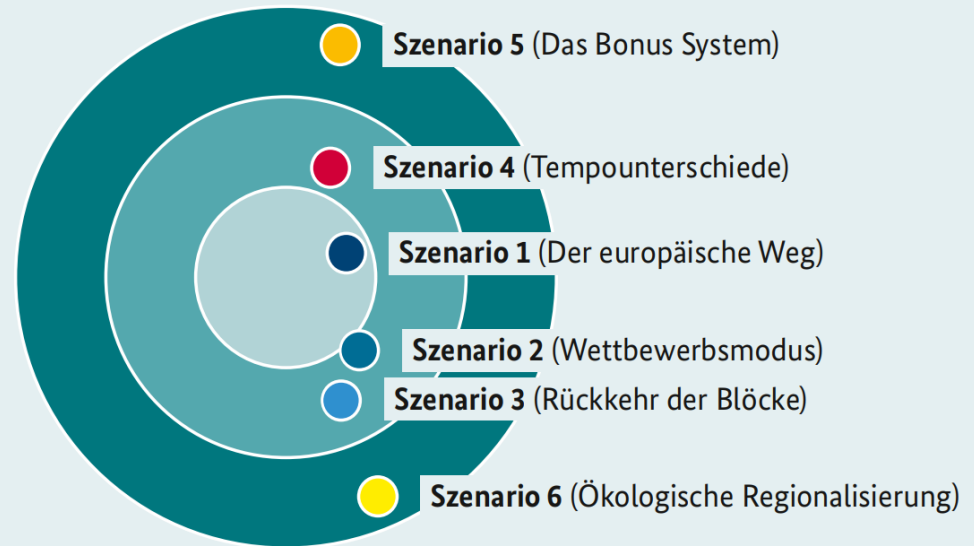 Szenario 5 (Das Bonus System)
Szenario 4 (Tempounterschiede)
Szenario 1 (Der europäische Weg)
Szenario 2 (Wettbewerbsmodus)
Szenario 3 (Rückkehr der Blöcke)
Szenario 6 (Ökologische Regionalisierung)